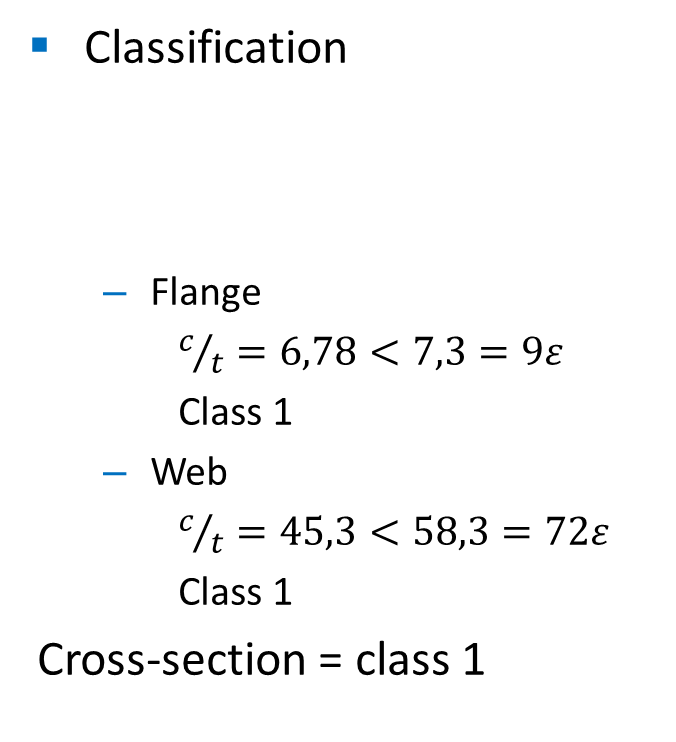 ▪ Classification
– Flange
c/t = 6,78 < 7,3 = 9ε
Class 1
– Web
c/t = 45,3 < 58,3 = 72ε
Class 1
Cross-section = class 1